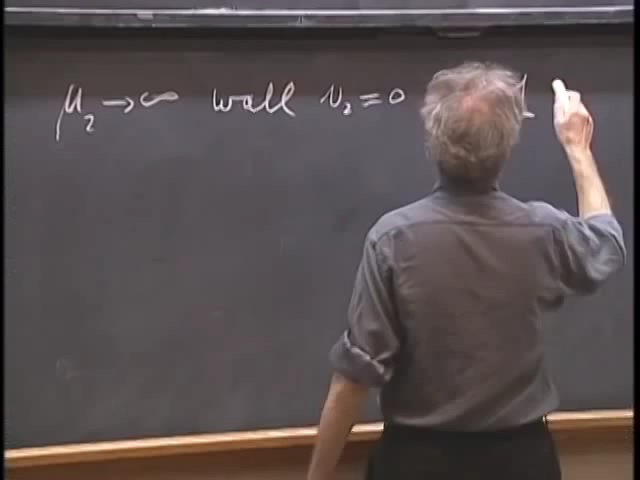 μ₂ → ∞ wall v₂ = 0